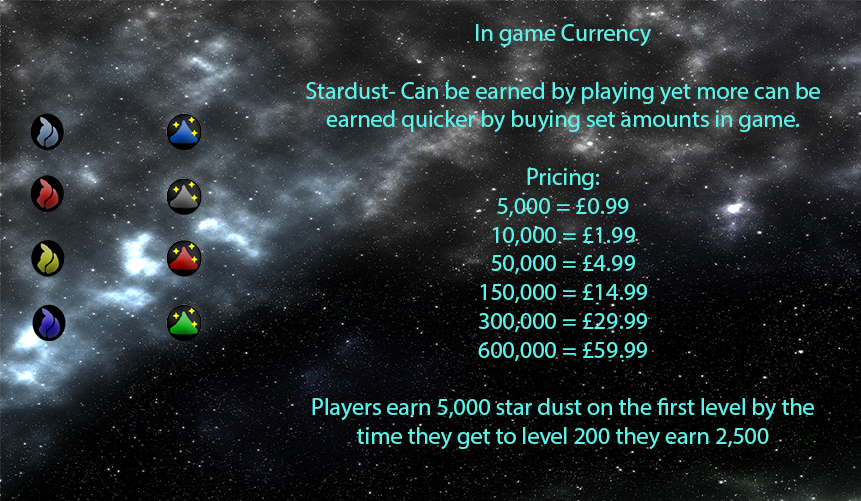 In game Currency
Stardust- Can be earned by playing yet more can be
earned quicker by buying set amounts in game.
Pricing:
5,000 = £0.99
10,000 = £1.99
50,000 = £4.99
150,000 = £14.99
300,000 = £29.99
600,000 = £59.99
Players earn 5,000 star dust on the first level by the
time they get to level 200 they earn 2,500